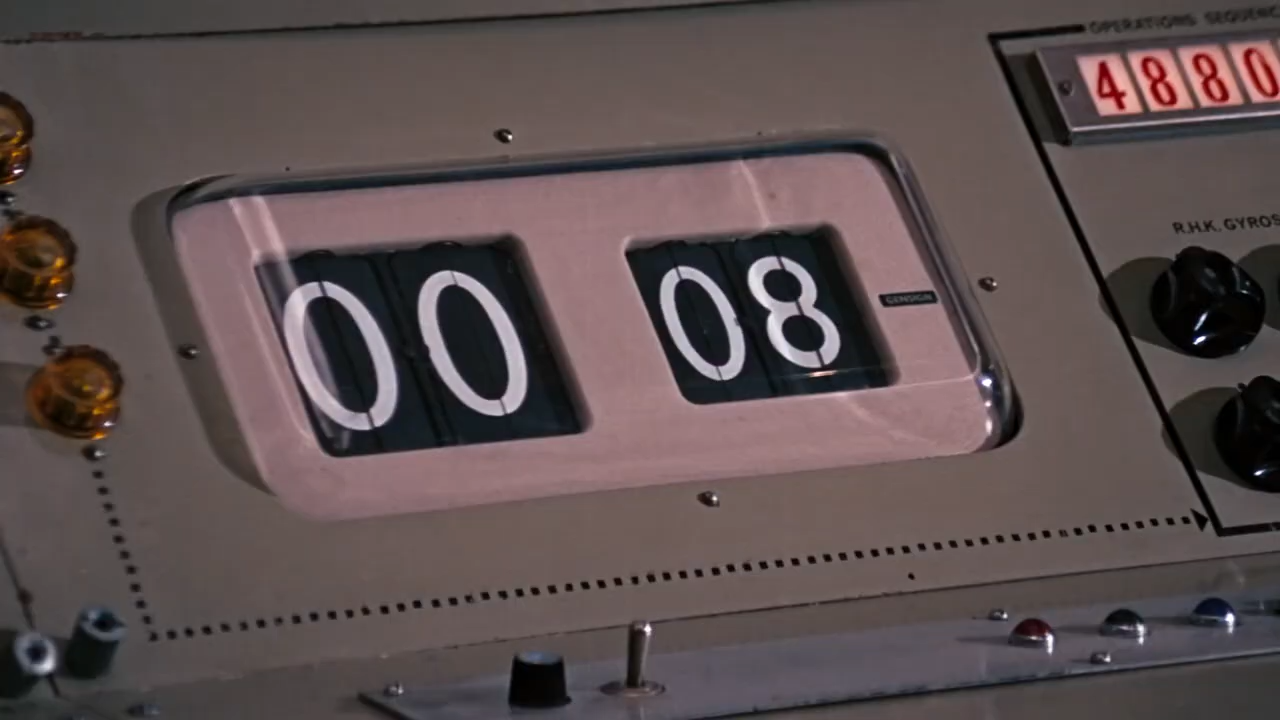 OPERATIONS SEQUENC
4880
R.H.K. GYROS
00 08
GENSIGN